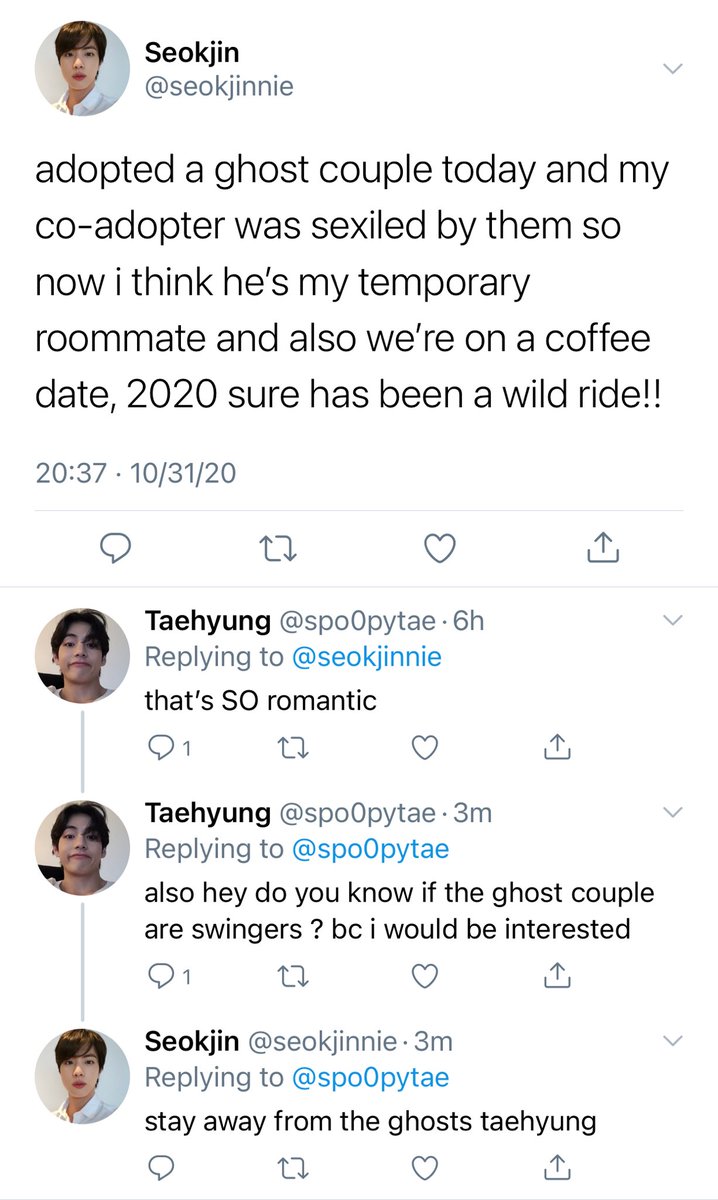 Seokjin
@seokjinnie
adopted a ghost couple today and my
co-adopter was sexiled by them so
now i think he’s my temporary
roommate and also we’re on a coffee
date, 2020 sure has been a wild ride!!
20:37 · 10/31/20
Taehyung @spo0pytae · 6h
Replying to @seokjinnie
that’s SO romantic
1
Taehyung @spo0pytae · 3m
Replying to @spo0pytae
also hey do you know if the ghost couple
are swingers ? bc i would be interested
1
Seokjin @seokjinnie · 3m
Replying to @spo0pytae
stay away from the ghosts taehyung